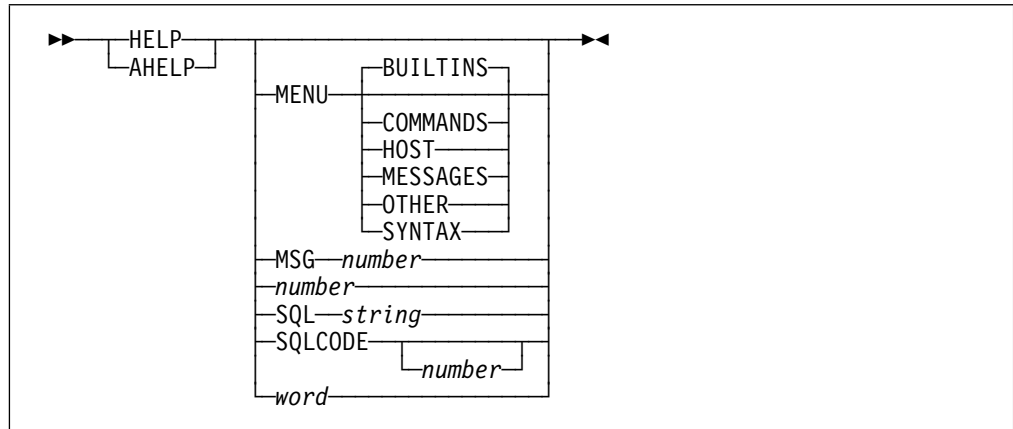 HELP
AHELP
BUILTINS
MENU
COMMANDS
HOST
MESSAGES
OTHER
SYNTAX
MSG number
number
SQL string
SQLCODE
number
word